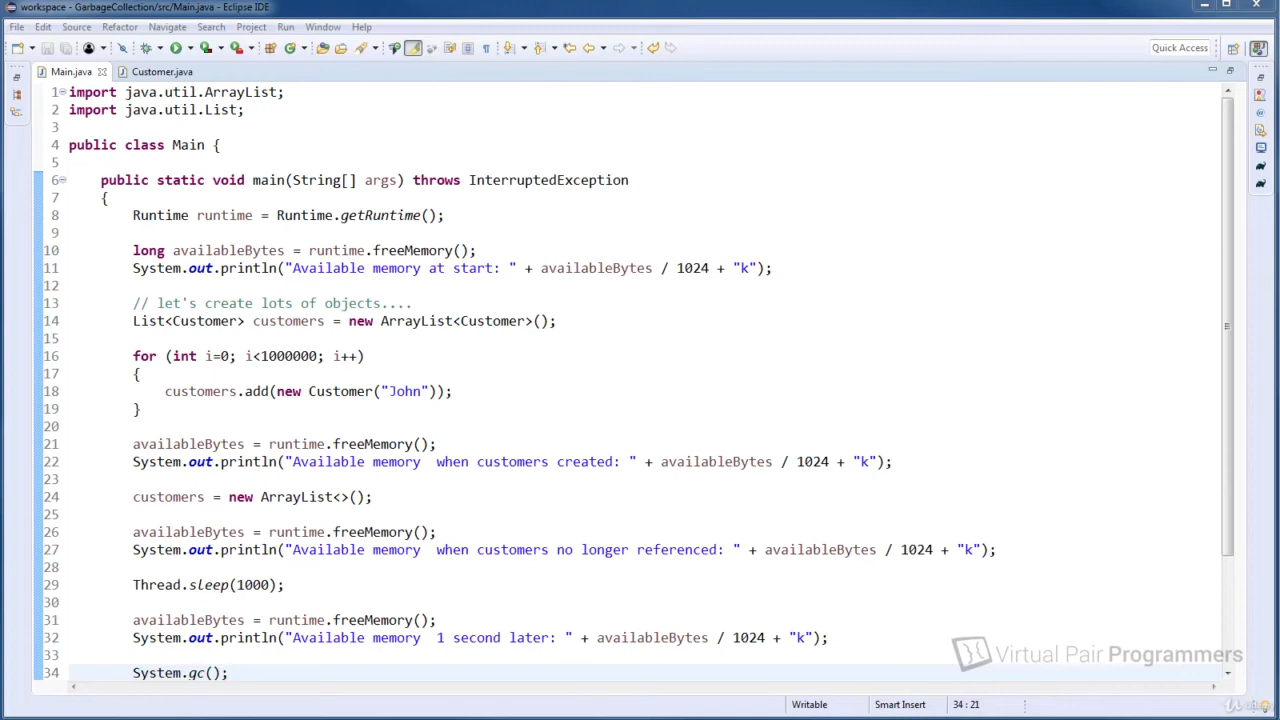 workspace - GarbageCollection/src/Main.java - Eclipse IDE
File Edit Source Refactor Navigate Search Project Run Window Help
Quick Access
Main.java Customer.java
1 import java.util.ArrayList;
2 import java.util.List;
3
4 public class Main {
5
6 public static void main(String[] args) throws InterruptedException
7 {
8 Runtime runtime = Runtime.getRuntime();
9
10 long availableBytes = runtime.freeMemory();
11 System.out.println("Available memory at start: " + availableBytes / 1024 + "k");
12
13 // let's create lots of objects....
14 List<Customer> customers = new ArrayList<Customer>();
15
16 for (int i=0; i<1000000; i++)
17 {
18 customers.add(new Customer("John"));
19 }
20
21 availableBytes = runtime.freeMemory();
22 System.out.println("Available memory  when customers created: " + availableBytes / 1024 + "k");
23
24 customers = new ArrayList<>();
25
26 availableBytes = runtime.freeMemory();
27 System.out.println("Available memory  when customers no longer referenced: " + availableBytes / 1024 + "k");
28
29 Thread.sleep(1000);
30
31 availableBytes = runtime.freeMemory();
32 System.out.println("Available memory  1 second later: " + availableBytes / 1024 + "k");
33
34 System.gc();
Virtual Pair Programmers
Writable Smart Insert 34 : 21